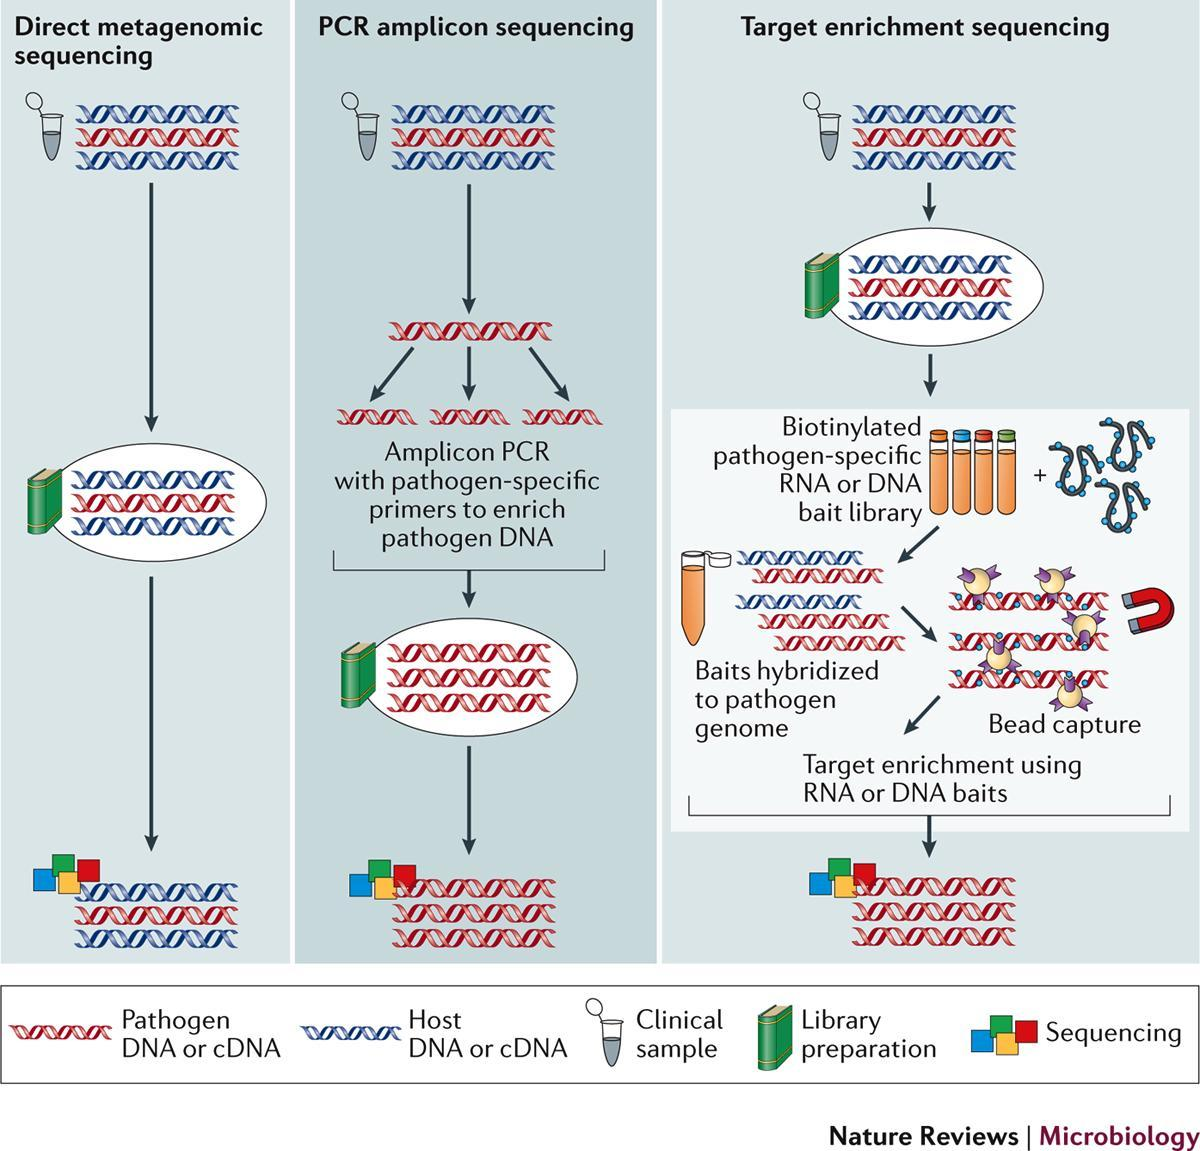 Direct metagenomic
sequencing
PCR amplicon sequencing
Target enrichment sequencing
Amplicon PCR
with pathogen-specific
primers to enrich
pathogen DNA
Biotinylated
pathogen-specific
RNA or DNA
bait library
+
Baits hybridized
to pathogen
genome
Bead capture
Target enrichment using
RNA or DNA baits
Pathogen
DNA or cDNA
Host
DNA or cDNA
Clinical
sample
Library
preparation
Sequencing
Nature Reviews | Microbiology